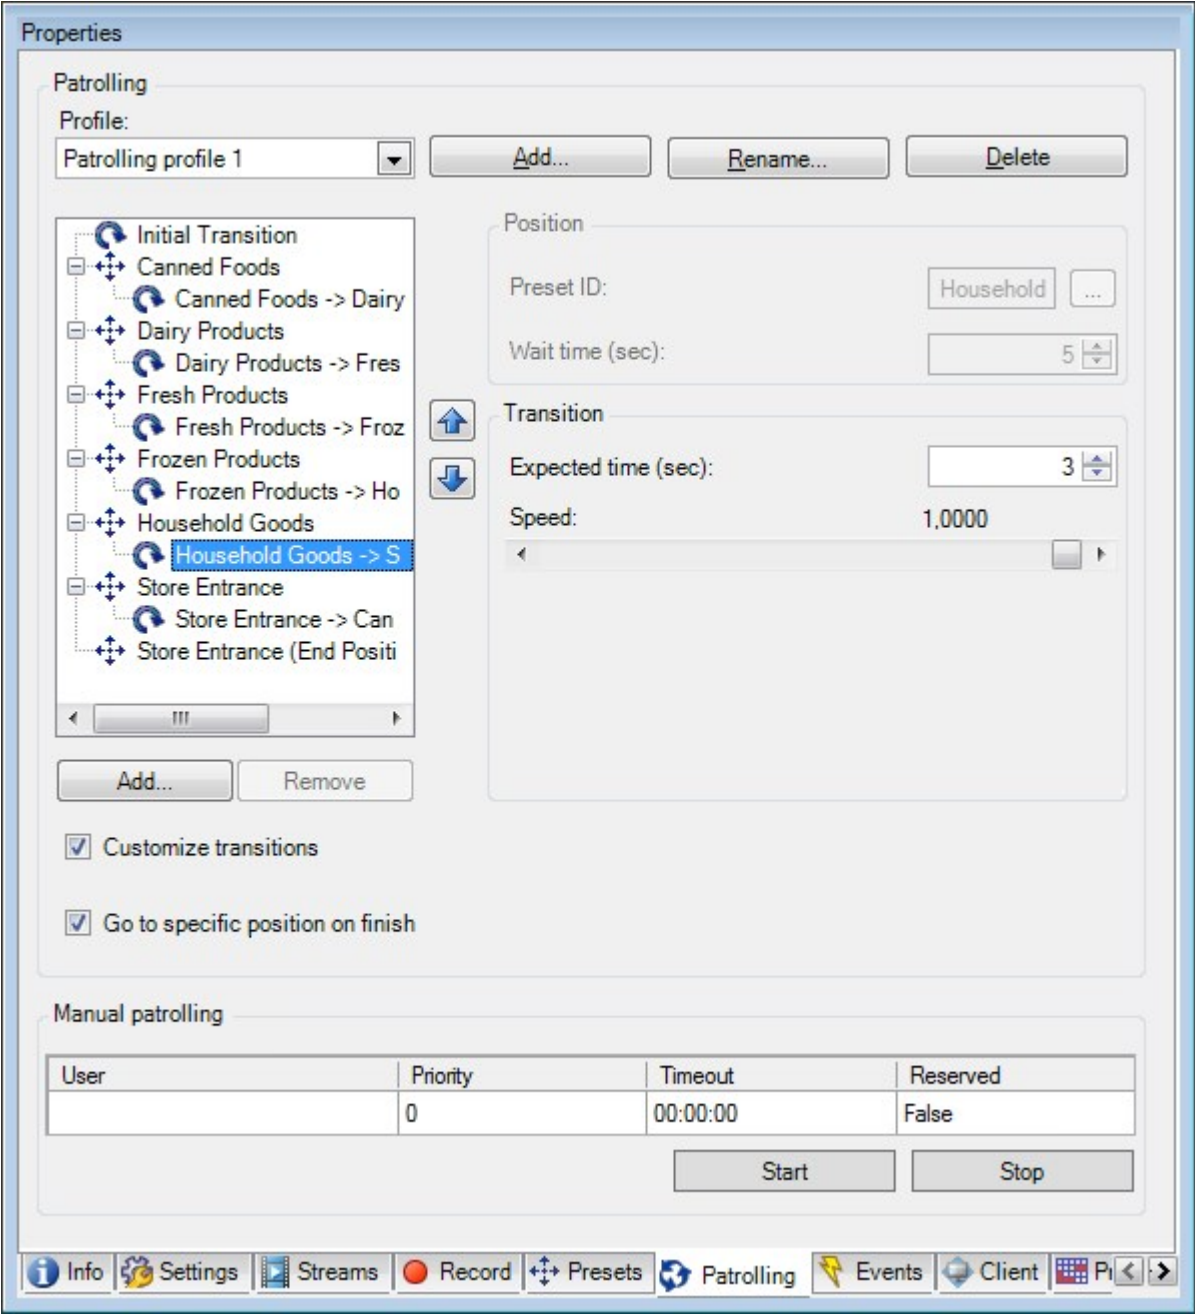 Properties
Patrolling
Profile:
Patrolling profile 1
Add...
Rename...
Delete
Initial Transition
Canned Foods
Canned Foods -> Dairy
Dairy Products
Dairy Products -> Fres
Fresh Products
Fresh Products -> Froz
Frozen Products
Frozen Products -> Ho
Household Goods
Household Goods -> S
Store Entrance
Store Entrance -> Can
Store Entrance (End Positi
Position
Preset ID:
Household
...
Wait time (sec):
5
Transition
Expected time (sec):
3
Speed:
1,0000
Add...
Remove
Customize transitions
Go to specific position on finish
Manual patrolling
User Priority Timeout Reserved
0 00:00:00 False
Start
Stop
Info Settings Streams Record Presets Patrolling Events Client